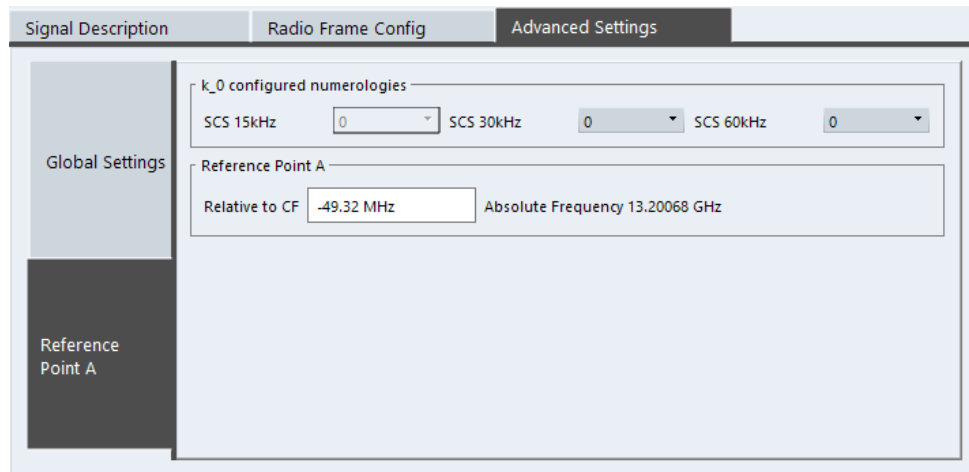 Signal Description Radio Frame Config Advanced Settings
Global Settings
Reference
Point A
k_0 configured numerologies
SCS 15kHz 0 SCS 30kHz 0 SCS 60kHz 0
Reference Point A
Relative to CF -49.32 MHz Absolute Frequency 13.20068 GHz